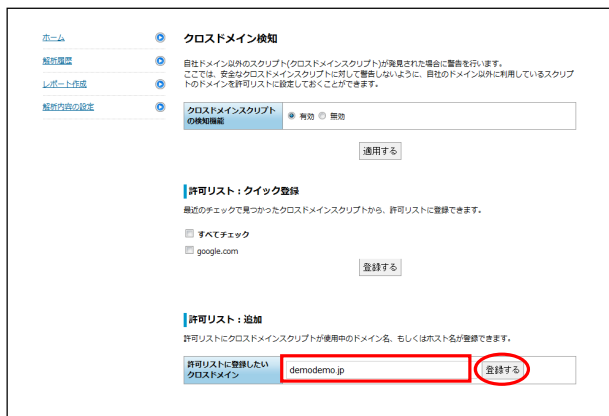 ホーム
解析履歴
レポート作成
解析内容の設定
クロスドメイン検知
自社ドメイン以外のスクリプト(クロスドメインスクリプト)が発見された場合に警告を行います。
ここでは、安全なクロスドメインスクリプトに対して警告しないように、自社のドメイン以外に利用しているスクリプ
トのドメインを許可リストに設定しておくことができます。
クロスドメインスクリプト
の検知機能
有効 無効
適用する
許可リスト：クイック登録
最近のチェックで見つかったクロスドメインスクリプトから、許可リストに登録できます。
すべてチェック
google.com
登録する
許可リスト：追加
許可リストにクロスドメインスクリプトが使用中のドメイン名、もしくはホスト名が登録できます。
許可リストに登録したい
クロスドメイン
demodemo.jp
登録する